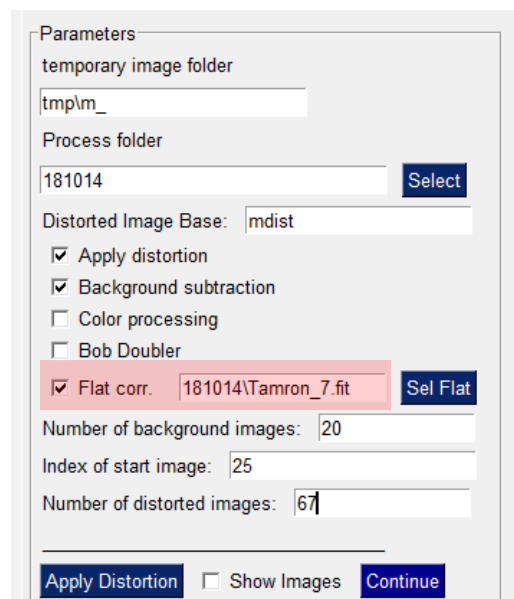 Parameters
temporary image folder
tmp\m_
Process folder
181014 Select
Distorted Image Base: mdist
Apply distortion
Background subtraction
Color processing
Bob Doubler
Flat corr. 181014\Tamron_7.fit Sel Flat
Number of background images: 20
Index of start image: 25
Number of distorted images: 67
Apply Distortion Show Images Continue